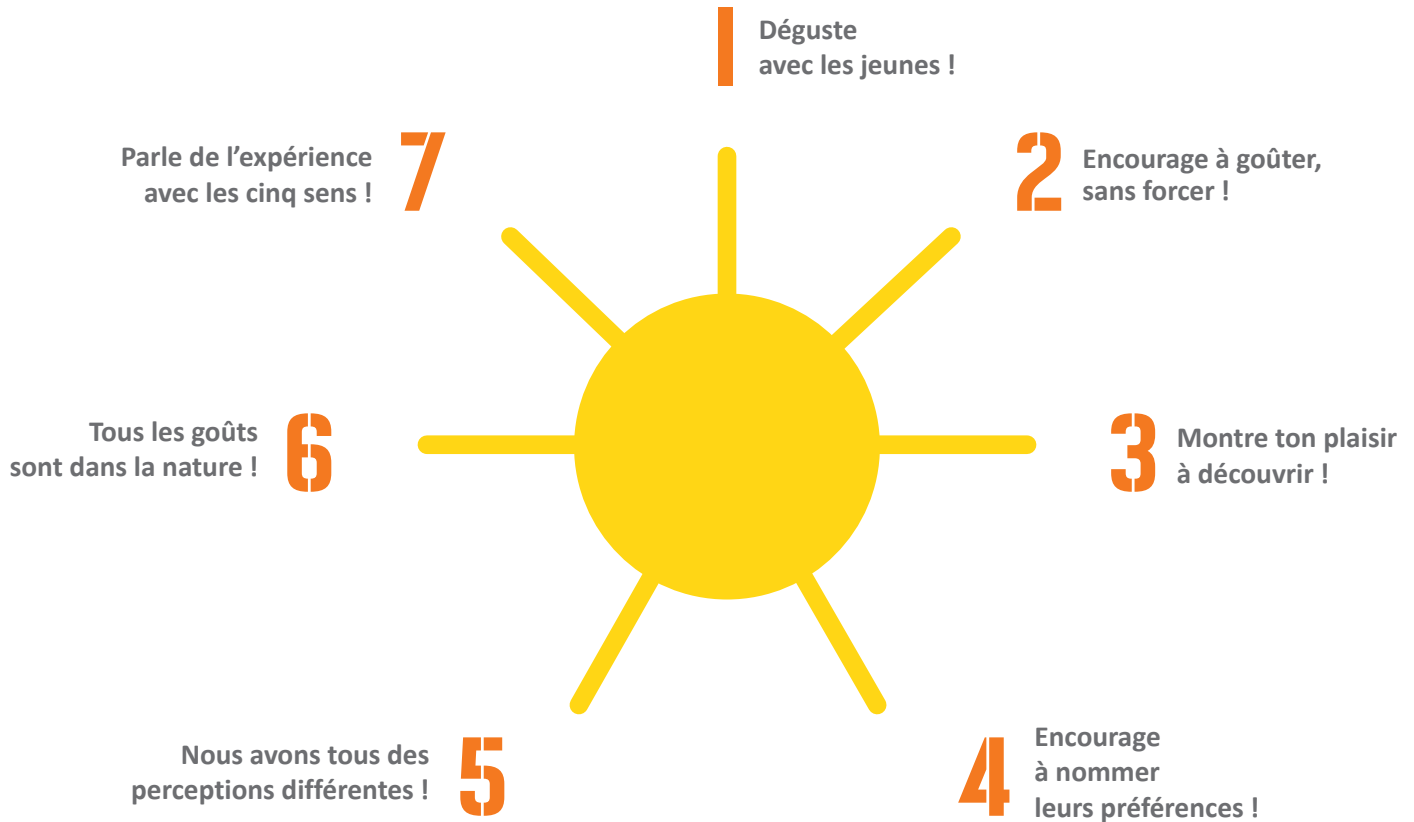 1
Déguste
avec les jeunes !
2
Encourage à goûter,
sans forcer !
3
Montre ton plaisir
à découvrir !
4
Encourage
à nommer
leurs préférences !
5
Nous avons tous des
perceptions différentes !
6
Tous les goûts
sont dans la nature !
7
Parle de l’expérience
avec les cinq sens !